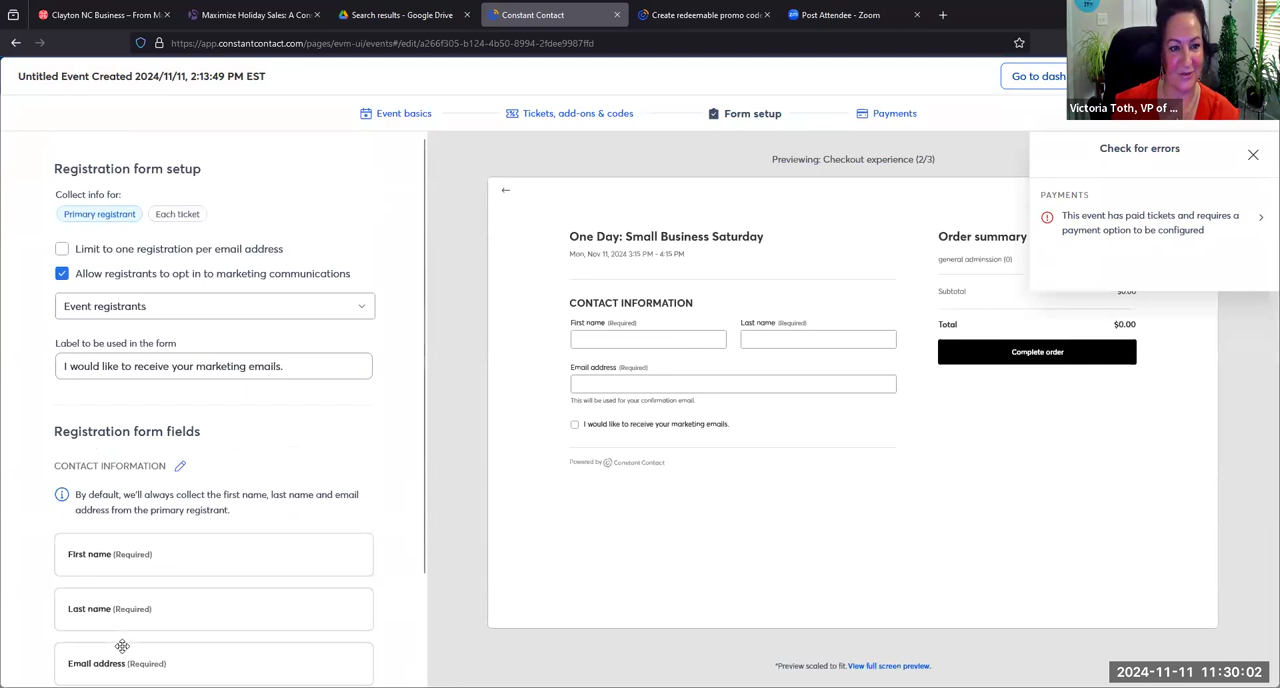 Clayton NC Business – From M
Maximize Holiday Sales: A Con
Search results - Google Drive
Constant Contact
Create redeemable promo code
Post Attendee - Zoom
https://app.constantcontact.com/pages/evm-ui/events#/edit/a266f305-b124-4b50-8994-2fdee9987ffd
Untitled Event Created 2024/11/11, 2:13:49 PM EST
Go to dash
Victoria Toth, VP of ...
Event basics
Tickets, add-ons & codes
Form setup
Payments
Registration form setup
Collect info for:
Primary registrant
Each ticket
Limit to one registration per email address
Allow registrants to opt in to marketing communications
Event registrants
Label to be used in the form
I would like to receive your marketing emails.
Registration form fields
CONTACT INFORMATION
By default, we'll always collect the first name, last name and email
address from the primary registrant.
First name (Required)
Last name (Required)
Email address (Required)
Previewing: Checkout experience (2/3)
One Day: Small Business Saturday
Mon, Nov 11, 2024 3:15 PM - 4:15 PM
CONTACT INFORMATION
First name (Required)
Last name (Required)
Email address (Required)
This will be used for your confirmation email.
I would like to receive your marketing emails.
Powered by Constant Contact
Order summary
general adminssion (0)
Subtotal
$0.00
Total
$0.00
Complete order
Check for errors
PAYMENTS
This event has paid tickets and requires a
payment option to be configured
*Preview scaled to fit. View full screen preview.
2024-11-11 11:30:02